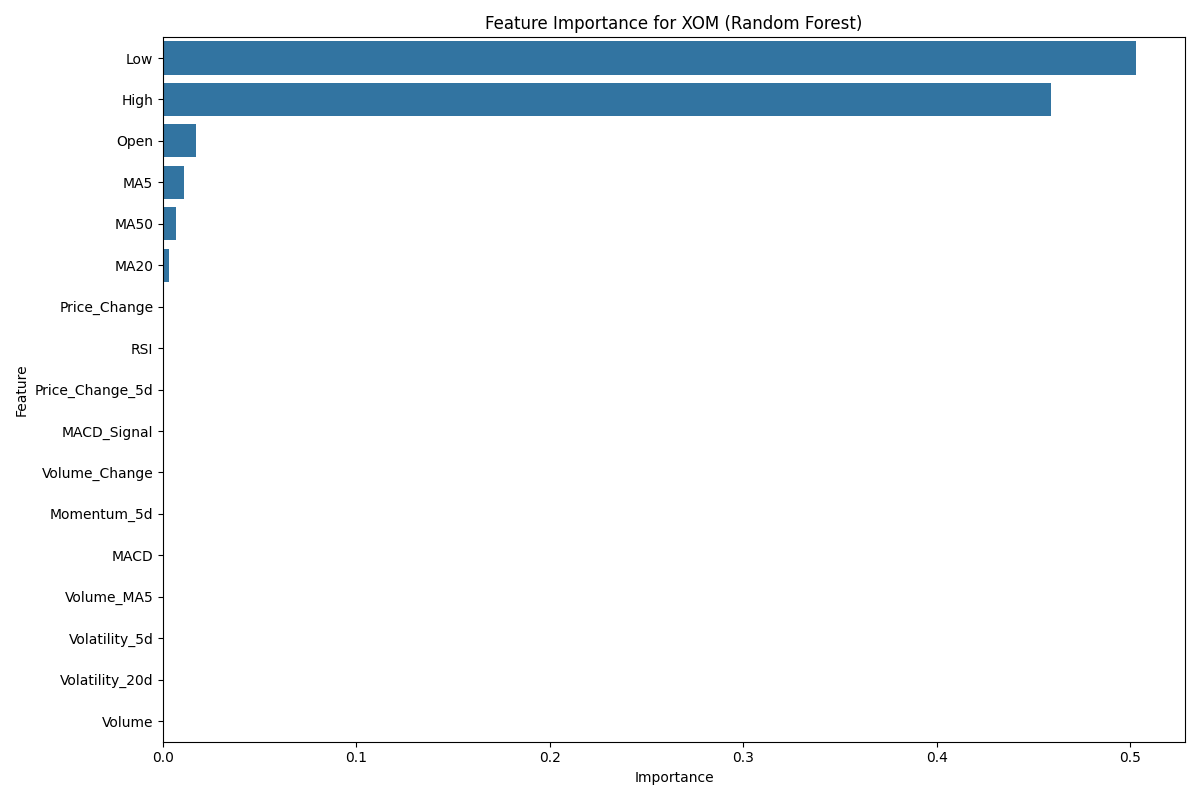 Feature Importance for XOM (Random Forest)
Low
High
Open
MA5
MA50
MA20
Price_Change
RSI
Price_Change_5d
MACD_Signal
Volume_Change
Momentum_5d
MACD
Volume_MA5
Volatility_5d
Volatility_20d
Volume
Feature
0.0 0.1 0.2 0.3 0.4 0.5
Importance